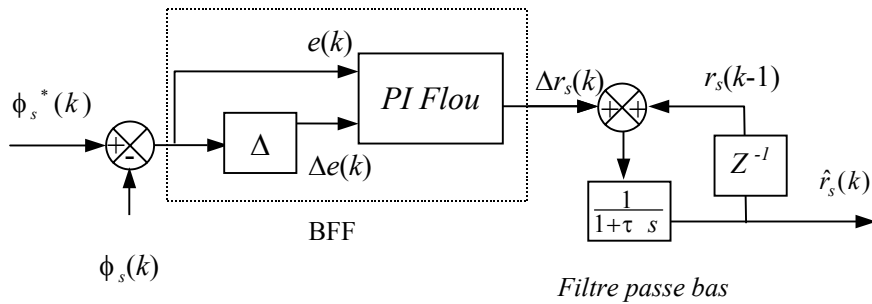 e(k)
ϕₛ*(k)
PI Flou
Δrₛ(k)
rₛ(k-1)
+
-
Δ
Δe(k)
+
+
Z⁻¹
r̂ₛ(k)
1
1+τ s
BFF
ϕₛ(k)
Filtre passe bas